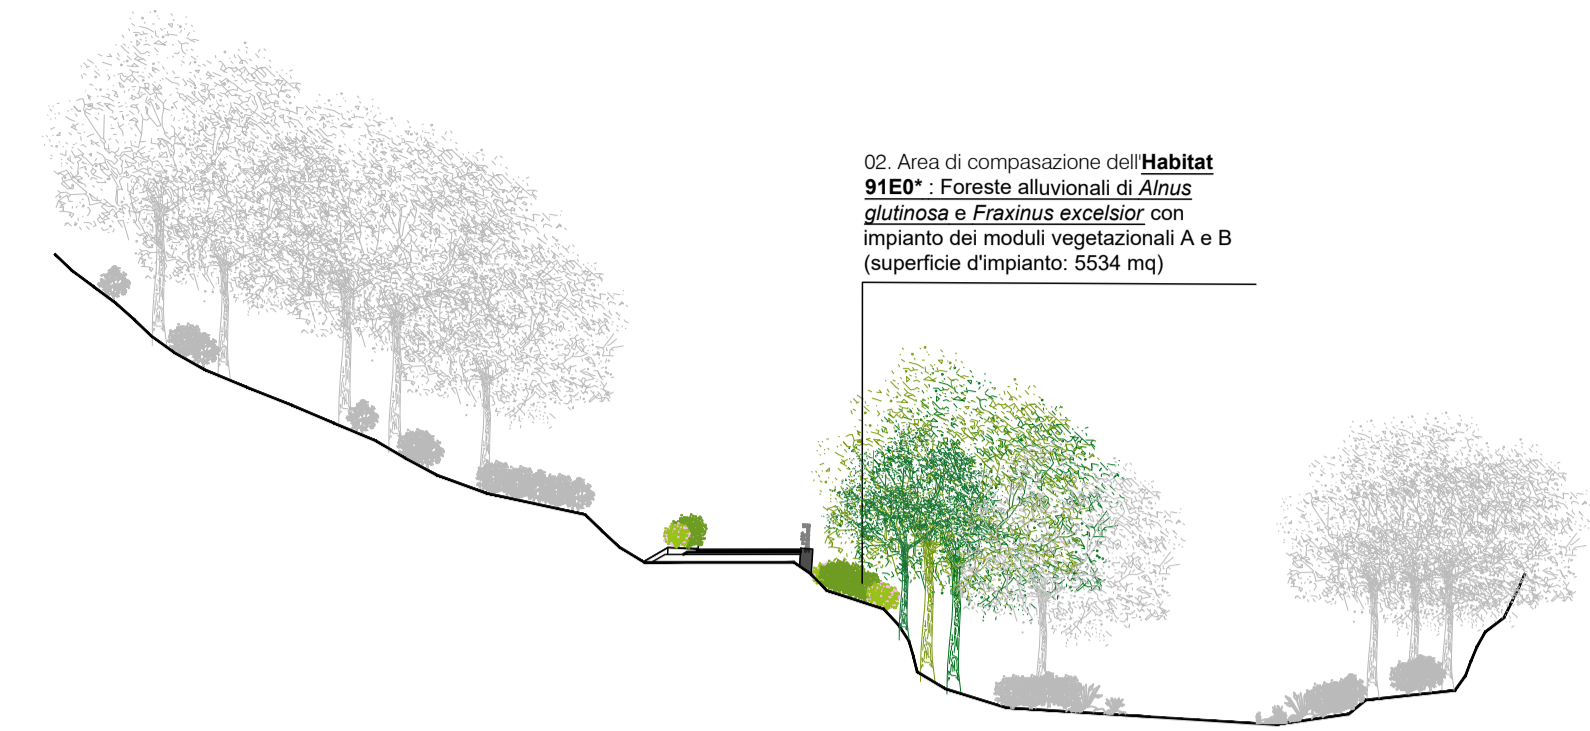 02. Area di compasazione dell'Habitat
91E0* : Foreste alluvionali di Alnus
glutinosa e Fraxinus excelsior con
impianto dei moduli vegetazionali A e B
(superficie d'impianto: 5534 mq)